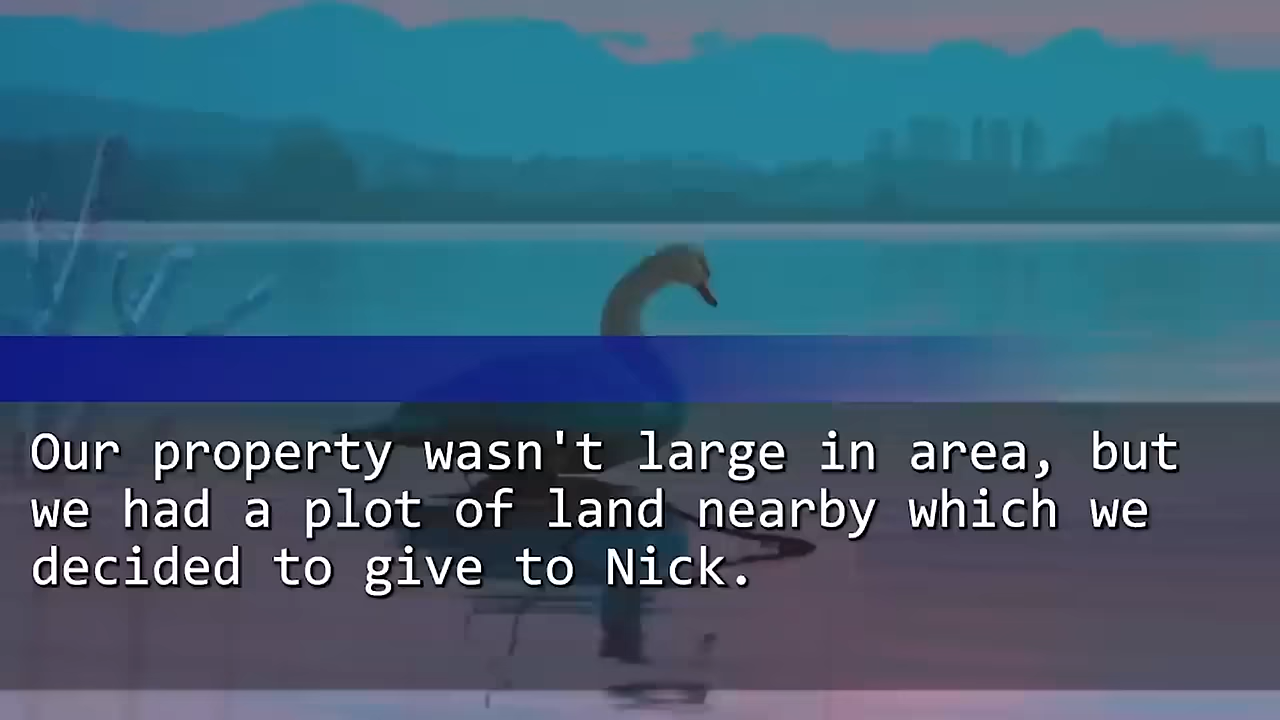 Our property wasn't large in area, but
we had a plot of land nearby which we
decided to give to Nick.